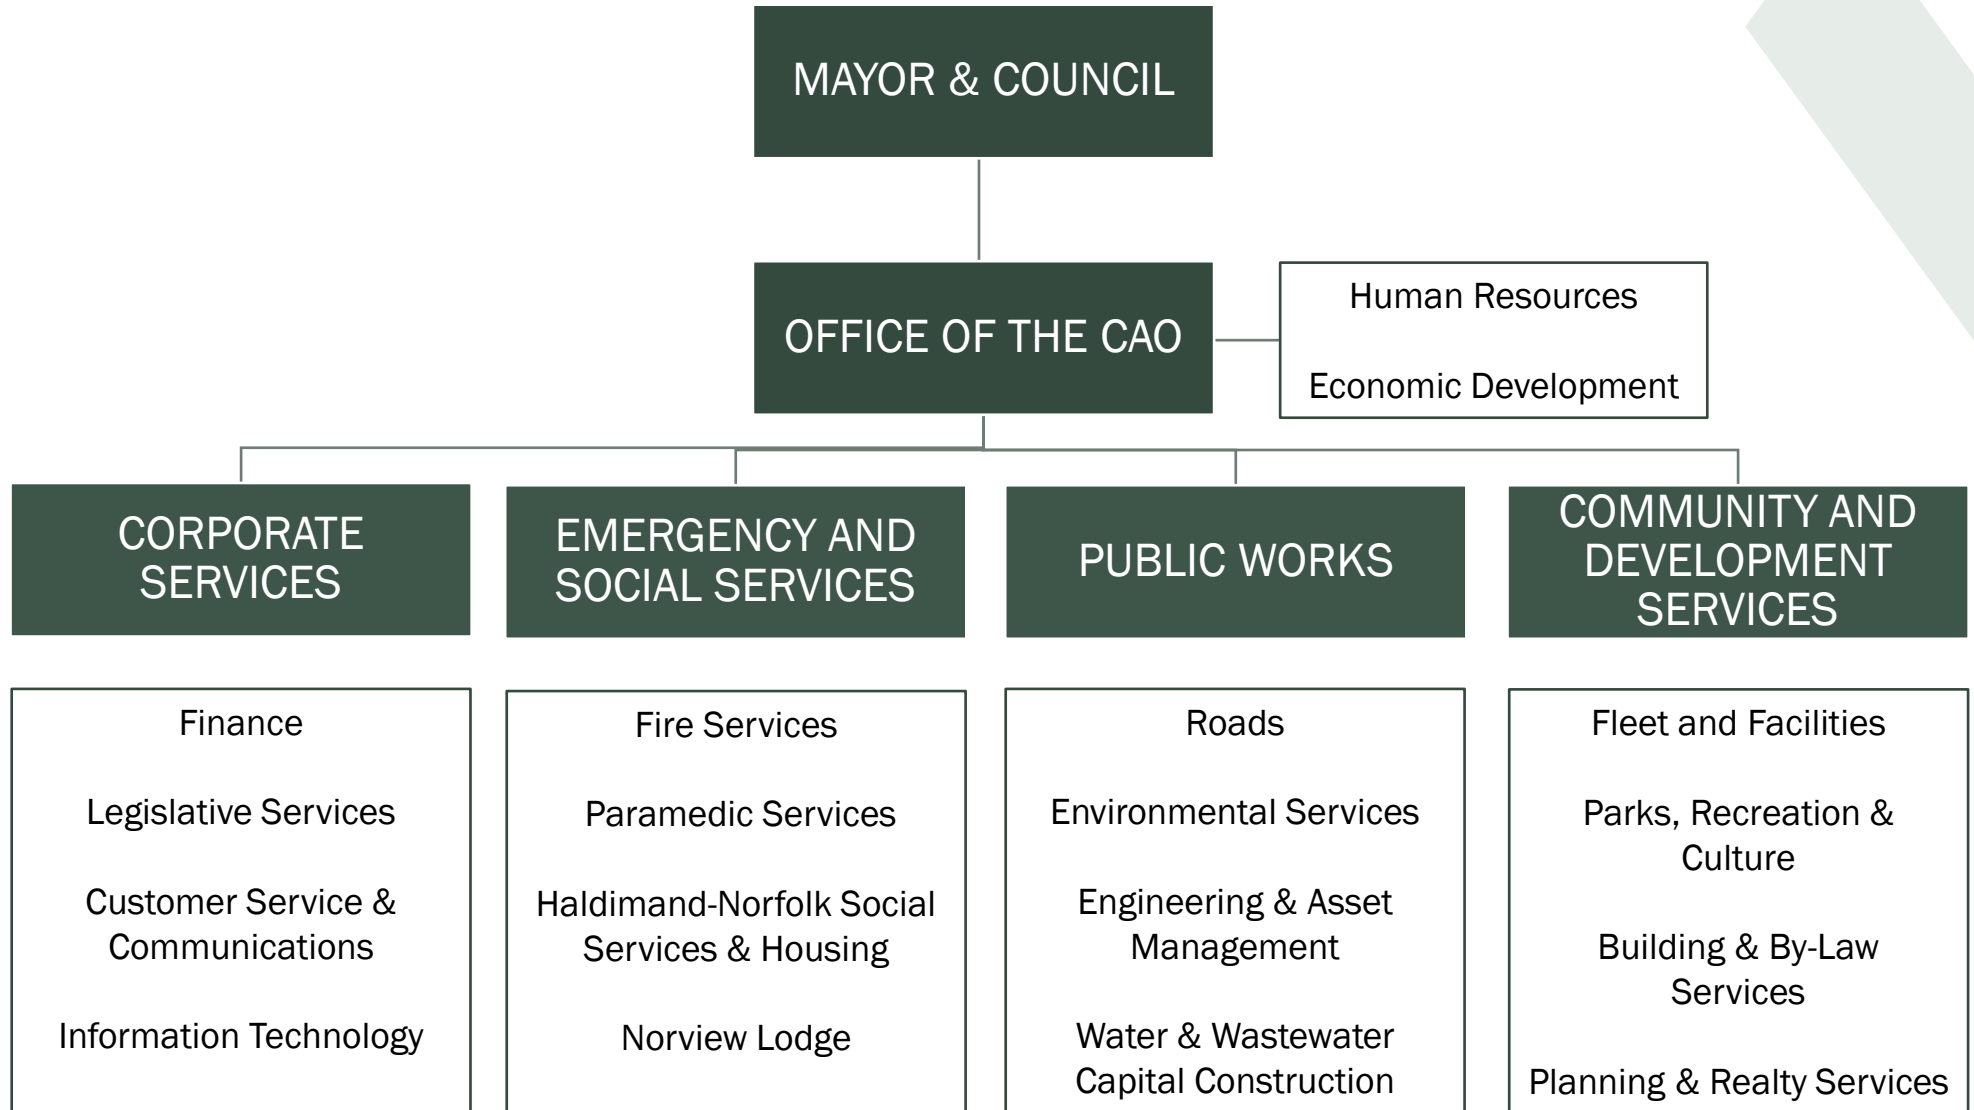 MAYOR & COUNCIL
OFFICE OF THE CAO
Human Resources
Economic Development
CORPORATE
SERVICES
EMERGENCY AND
SOCIAL SERVICES
PUBLIC WORKS
COMMUNITY AND
DEVELOPMENT
SERVICES
Finance
Legislative Services
Customer Service &
Communications
Information Technology
Fire Services
Paramedic Services
Haldimand-Norfolk Social
Services & Housing
Norview Lodge
Roads
Environmental Services
Engineering & Asset
Management
Water & Wastewater
Capital Construction
Fleet and Facilities
Parks, Recreation &
Culture
Building & By-Law
Services
Planning & Realty Services